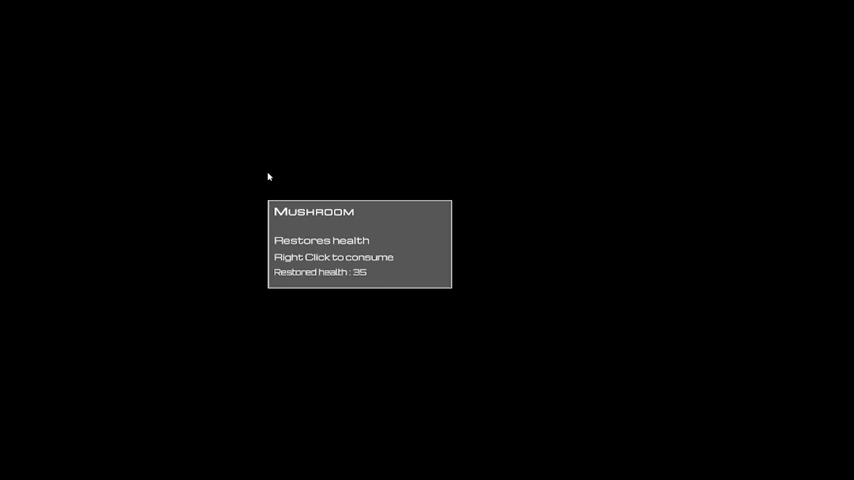 Mushroom
Restores health
Right Click to consume
Restored health : 35